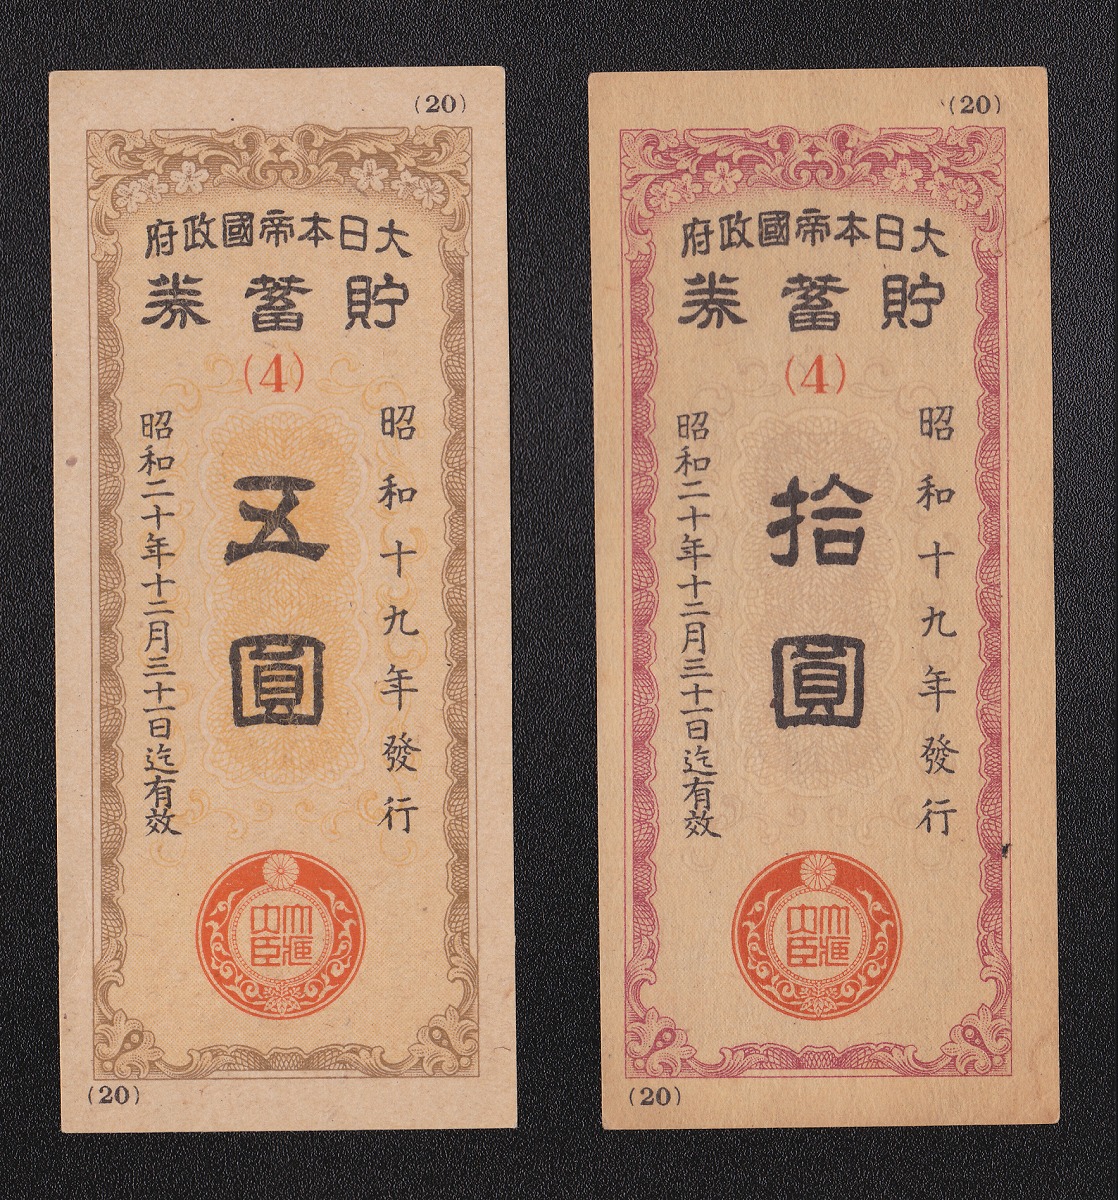 (20)
大日本帝國政府
貯蓄券
(4)
昭和十九年發行
五圓
昭和二十年十二月三十一日迄有效
大藏大臣
(20)
(20)
大日本帝國政府
貯蓄券
(4)
昭和十九年發行
拾圓
昭和二十年十二月三十一日迄有效
大藏大臣
(20)